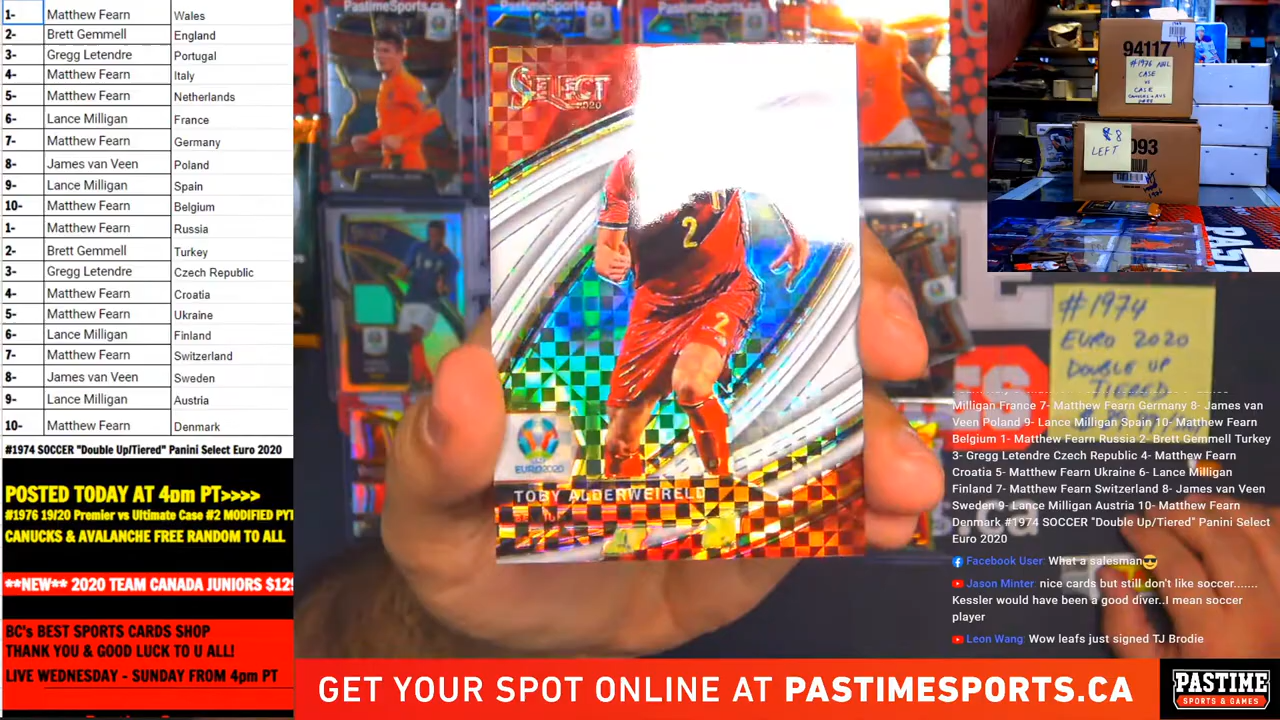 1- Matthew Fearn Wales
2- Brett Gemmell England
3- Gregg Letendre Portugal
4- Matthew Fearn Italy
5- Matthew Fearn Netherlands
6- Lance Milligan France
7- Matthew Fearn Germany
8- James van Veen Poland
9- Lance Milligan Spain
10- Matthew Fearn Belgium
1- Matthew Fearn Russia
2- Brett Gemmell Turkey
3- Gregg Letendre Czech Republic
4- Matthew Fearn Croatia
5- Matthew Fearn Ukraine
6- Lance Milligan Finland
7- Matthew Fearn Switzerland
8- James van Veen Sweden
9- Lance Milligan Austria
10- Matthew Fearn Denmark
#1974 SOCCER "Double Up/Tiered" Panini Select Euro 2020
POSTED TODAY AT 4pm PT>>>>
#1976 19/20 Premier vs Ultimate Case #2 MODIFIED PYT
CANUCKS & AVALANCHE FREE RANDOM TO ALL
**NEW** 2020 TEAM CANADA JUNIORS $129
BC's BEST SPORTS CARDS SHOP
THANK YOU & GOOD LUCK TO U ALL!
LIVE WEDNESDAY - SUNDAY FROM 4pm PT
PastimeSports.ca
PastimeSports.ca
SELECT
2020
2
2
EURO2020
TOBY ALDERWEIRELD
94117
#1976 NHL
CASE
VS
CASE
8
LEFT
093
#1974
EURO 2020
DOUBLE UP
TIERED
Milligan France 7- Matthew Fearn Germany 8- James van
Veen Poland 9- Lance Milligan Spain 10- Matthew Fearn
Belgium 1- Matthew Fearn Russia 2- Brett Gemmell Turkey
3- Gregg Letendre Czech Republic 4- Matthew Fearn
Croatia 5- Matthew Fearn Ukraine 6- Lance Milligan
Finland 7- Matthew Fearn Switzerland 8- James van Veen
Sweden 9- Lance Milligan Austria 10- Matthew Fearn
Denmark #1974 SOCCER "Double Up/Tiered" Panini Select
Euro 2020
Facebook User: What a salesman
Jason Minter: nice cards but still don't like soccer.......
Kessler would have been a good diver..I mean soccer
player
Leon Wang: Wow leafs just signed TJ Brodie
GET YOUR SPOT ONLINE AT PASTIMESPORTS.CA
PASTIME
SPORTS & GAMES